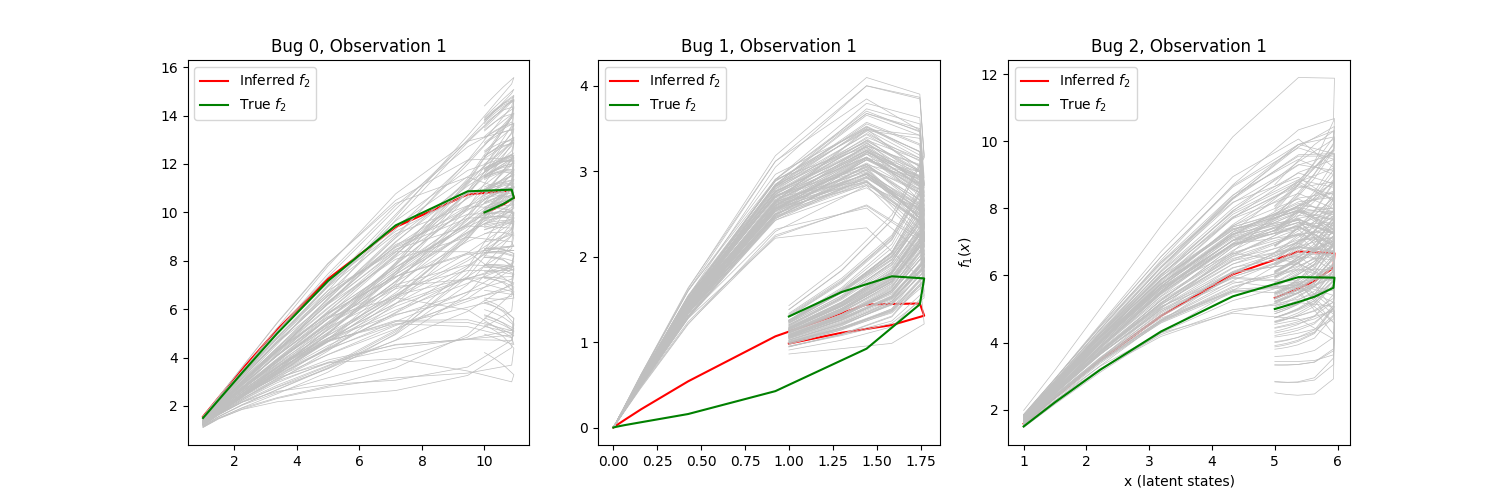 Bug 0, Observation 1
Inferred f₂
True f₂
16
14
12
10
8
6
4
2
2 4 6 8 10
Bug 1, Observation 1
Inferred f₂
True f₂
4
3
2
1
0
0.00 0.25 0.50 0.75 1.00 1.25 1.50 1.75
Bug 2, Observation 1
Inferred f₂
True f₂
f₁(x)
12
10
8
6
4
2
1 2 3 4 5 6
x (latent states)